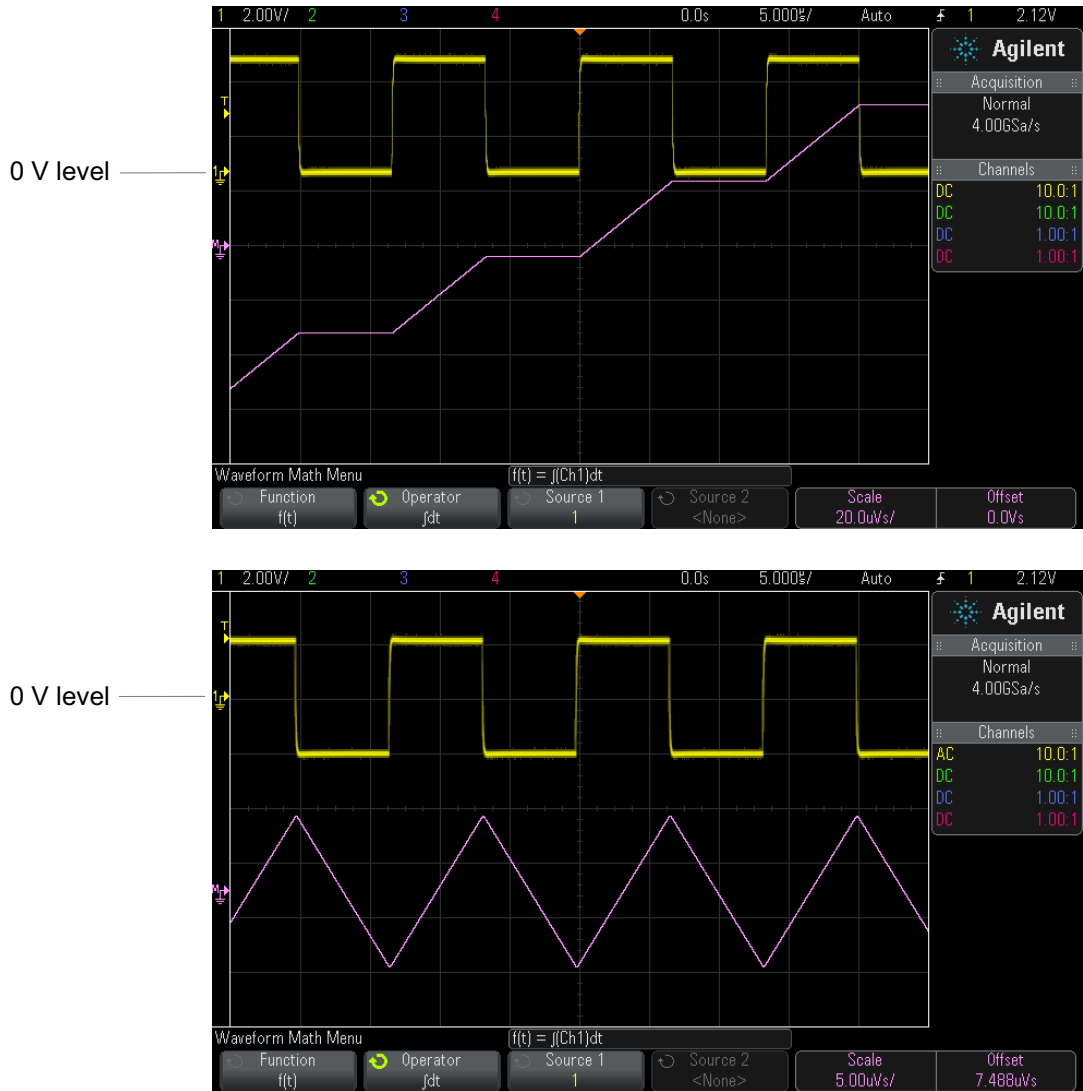 1 2.00V/ 2 3 4 0.0s 5.000µs/ Auto 1 2.12V
Agilent
Acquisition
Normal
4.00GSa/s
T
0 V level
1
Channels
DC 10.0:1
DC 10.0:1
DC 1.00:1
DC 1.00:1
M
Waveform Math Menu
f(t) = ∫(Ch1)dt
Function
f(t)
Operator
∫dt
Source 1
1
Source 2
<None>
Scale
20.0uVs/
Offset
0.0Vs
1 2.00V/ 2 3 4 0.0s 5.000µs/ Auto 1 2.12V
Agilent
Acquisition
Normal
4.00GSa/s
T
0 V level
1
Channels
AC 10.0:1
DC 10.0:1
DC 1.00:1
DC 1.00:1
M
Waveform Math Menu
f(t) = ∫(Ch1)dt
Function
f(t)
Operator
∫dt
Source 1
1
Source 2
<None>
Scale
5.00uVs/
Offset
7.488uVs